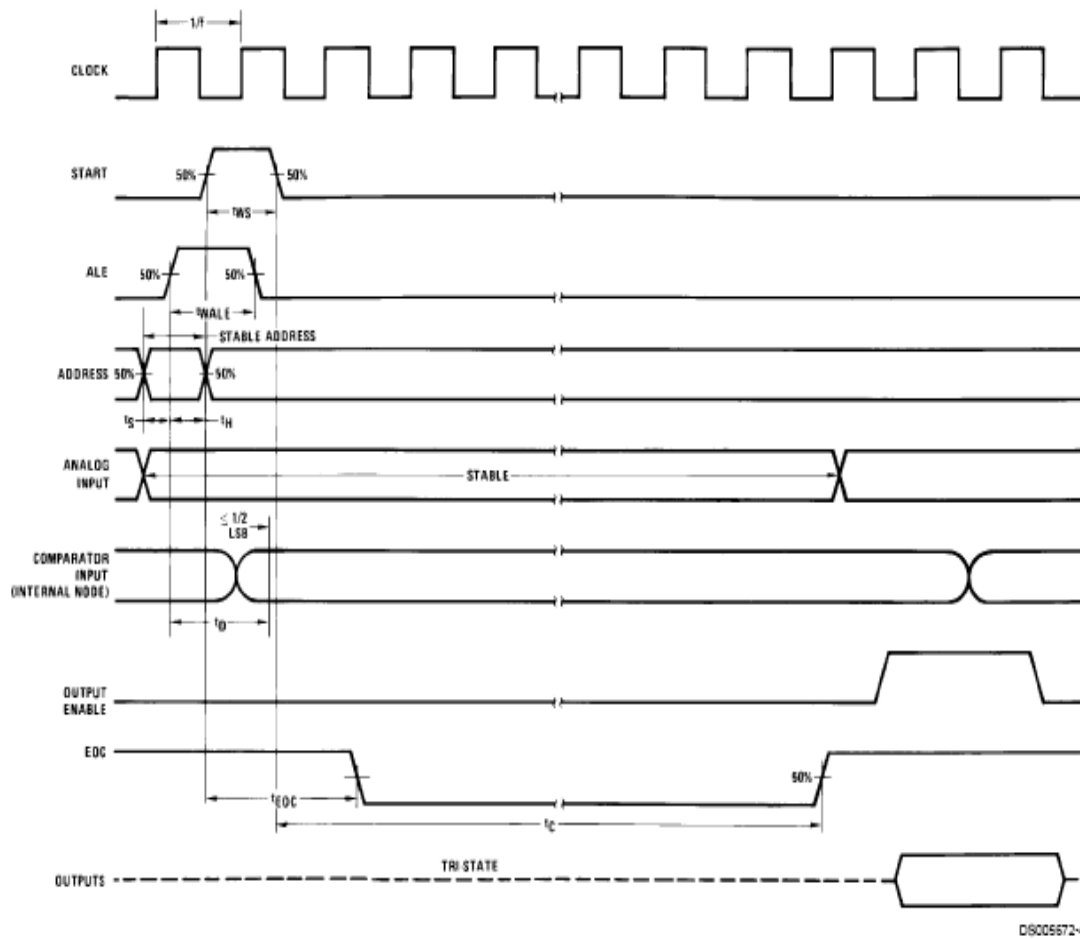 1/f
CLOCK
START
50%
50%
tWS
ALE
50%
50%
tWALE
STABLE ADDRESS
ADDRESS
50%
50%
tS
tH
ANALOG
INPUT
STABLE
≤ 1/2
LSB
COMPARATOR
INPUT
(INTERNAL NODE)
tD
OUTPUT
ENABLE
EOC
50%
tEOC
tC
TRI-STATE
OUTPUTS